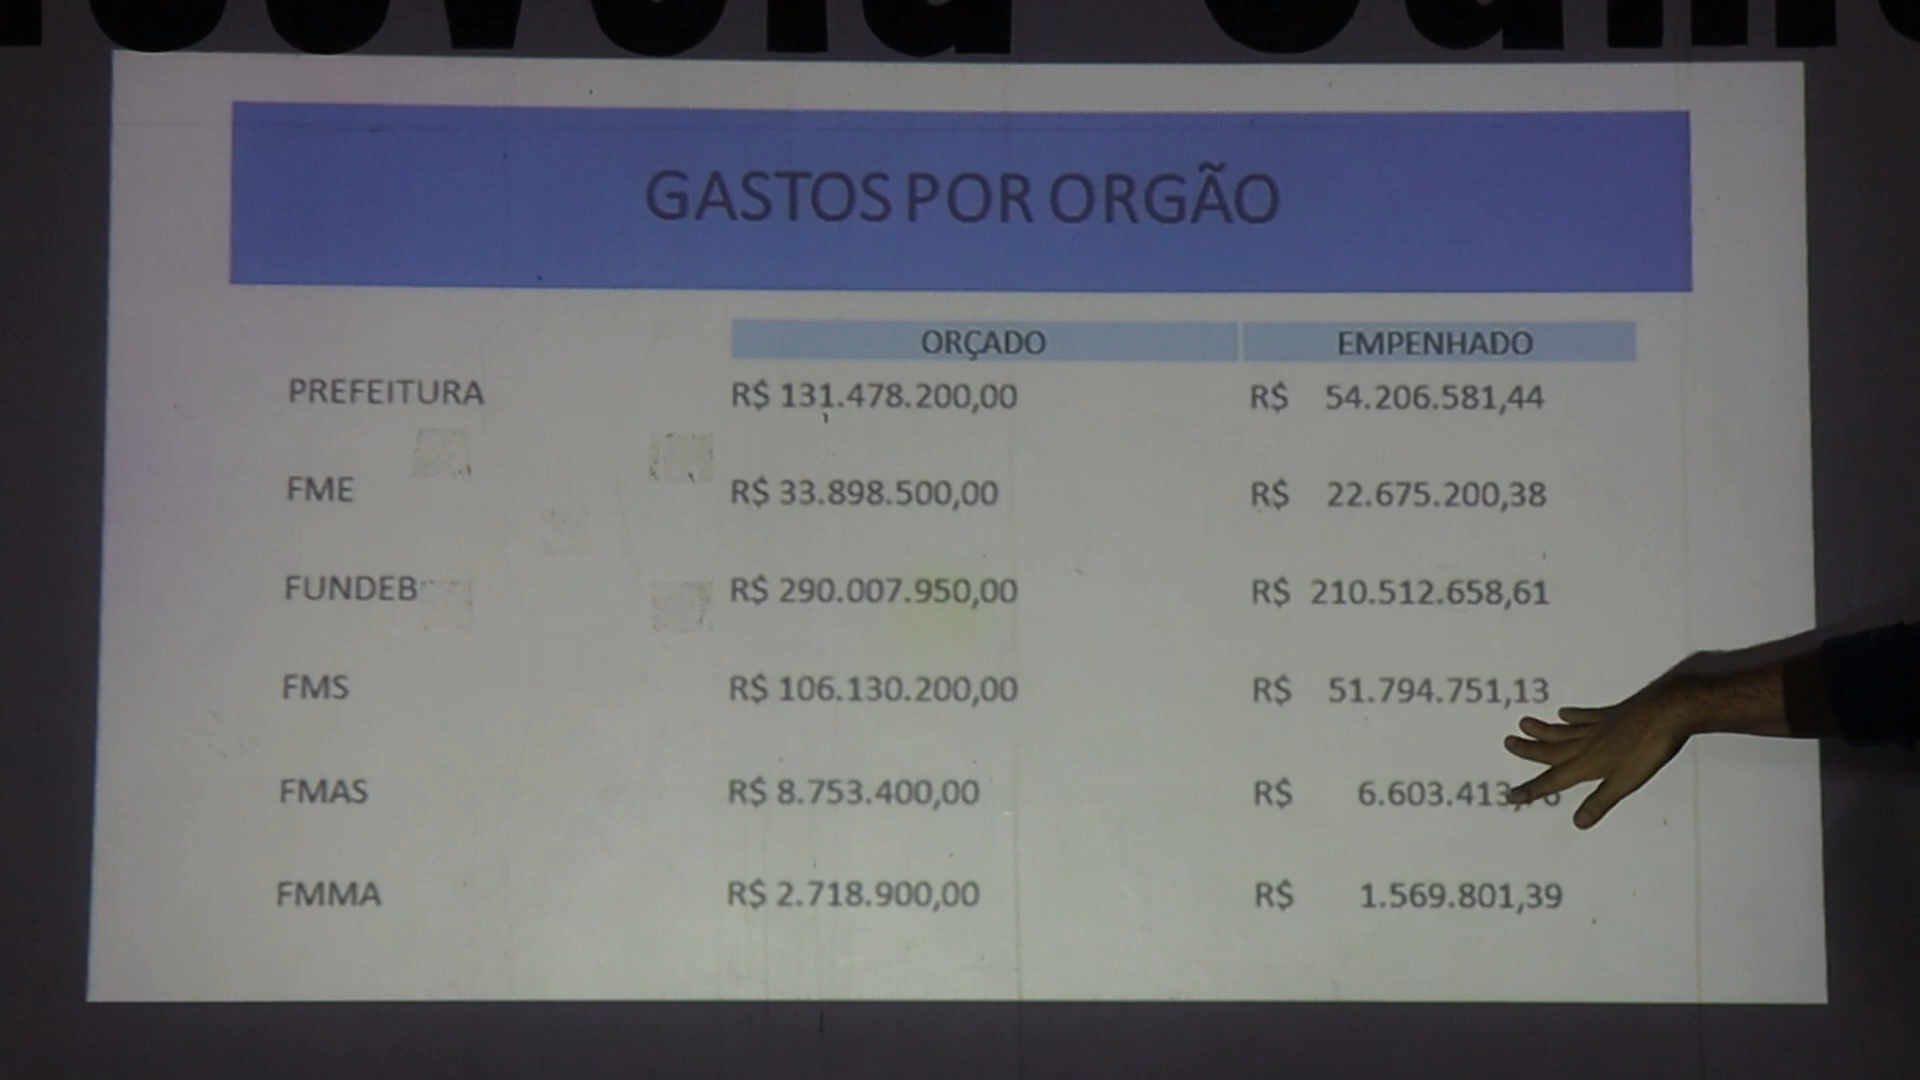 GASTOS POR ORGÃO
ORÇADO EMPENHADO
PREFEITURA R$ 131.478.200,00 R$ 54.206.581,44
FME R$ 33.898.500,00 R$ 22.675.200,38
FUNDEB R$ 290.007.950,00 R$ 210.512.658,61
FMS R$ 106.130.200,00 R$ 51.794.751,13
FMAS R$ 8.753.400,00 R$
FMMA R$ 2.718.900,00 R$ 1.569.801,39